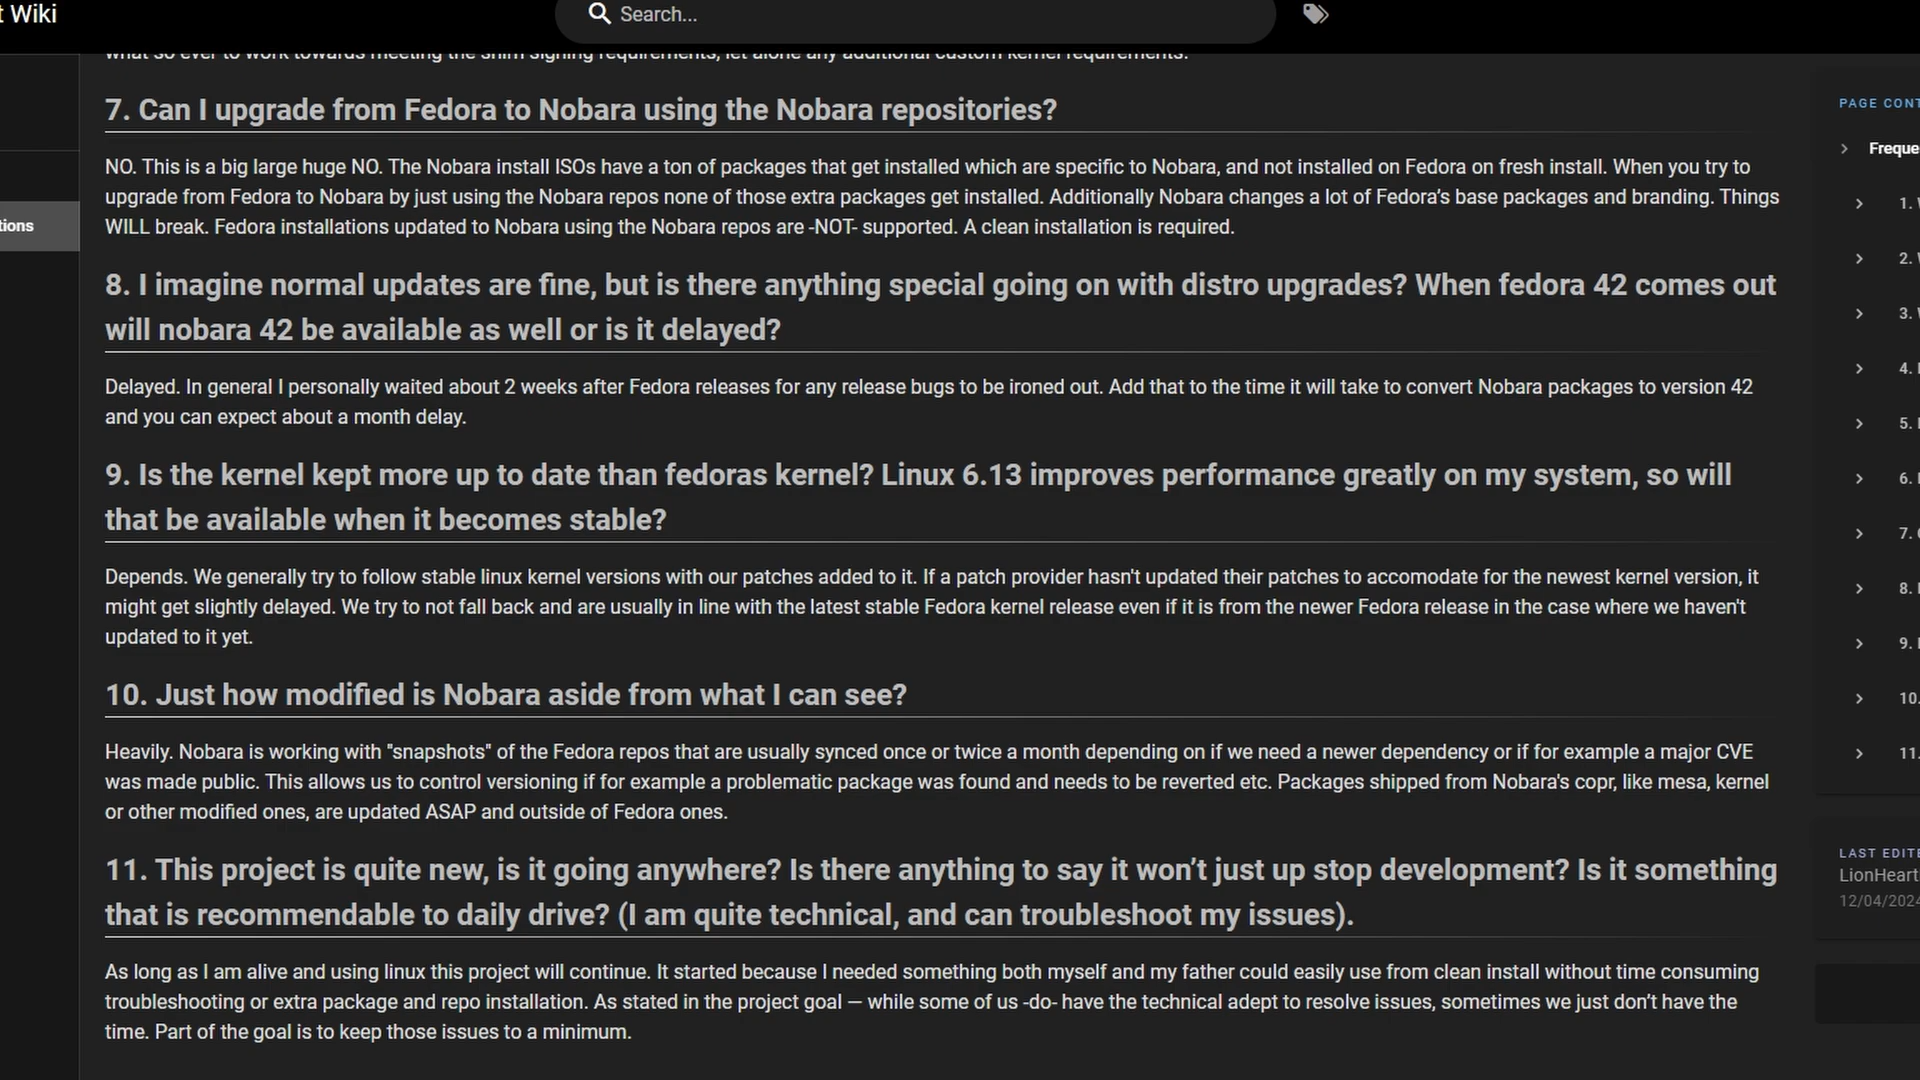 t Wiki
Search...
what so ever to work towards meeting the shim signing requirements, let alone any additional custom kernel requirements.
7. Can I upgrade from Fedora to Nobara using the Nobara repositories?
NO. This is a big large huge NO. The Nobara install ISOs have a ton of packages that get installed which are specific to Nobara, and not installed on Fedora on fresh install. When you try to
upgrade from Fedora to Nobara by just using the Nobara repos none of those extra packages get installed. Additionally Nobara changes a lot of Fedora’s base packages and branding. Things
WILL break. Fedora installations updated to Nobara using the Nobara repos are -NOT- supported. A clean installation is required.
8. I imagine normal updates are fine, but is there anything special going on with distro upgrades? When fedora 42 comes out
will nobara 42 be available as well or is it delayed?
Delayed. In general I personally waited about 2 weeks after Fedora releases for any release bugs to be ironed out. Add that to the time it will take to convert Nobara packages to version 42
and you can expect about a month delay.
9. Is the kernel kept more up to date than fedoras kernel? Linux 6.13 improves performance greatly on my system, so will
that be available when it becomes stable?
Depends. We generally try to follow stable linux kernel versions with our patches added to it. If a patch provider hasn't updated their patches to accomodate for the newest kernel version, it
might get slightly delayed. We try to not fall back and are usually in line with the latest stable Fedora kernel release even if it is from the newer Fedora release in the case where we haven't
updated to it yet.
10. Just how modified is Nobara aside from what I can see?
Heavily. Nobara is working with "snapshots" of the Fedora repos that are usually synced once or twice a month depending on if we need a newer dependency or if for example a major CVE
was made public. This allows us to control versioning if for example a problematic package was found and needs to be reverted etc. Packages shipped from Nobara's copr, like mesa, kernel
or other modified ones, are updated ASAP and outside of Fedora ones.
11. This project is quite new, is it going anywhere? Is there anything to say it won’t just up stop development? Is it something
that is recommendable to daily drive? (I am quite technical, and can troubleshoot my issues).
As long as I am alive and using linux this project will continue. It started because I needed something both myself and my father could easily use from clean install without time consuming
troubleshooting or extra package and repo installation. As stated in the project goal — while some of us -do- have the technical adept to resolve issues, sometimes we just don’t have the
time. Part of the goal is to keep those issues to a minimum.
tions
PAGE CONT
Freque
1.
2.
3.
4.
5.
6.
7.
8.
9.
10.
11.
LAST EDITE
LionHeart
12/04/2024